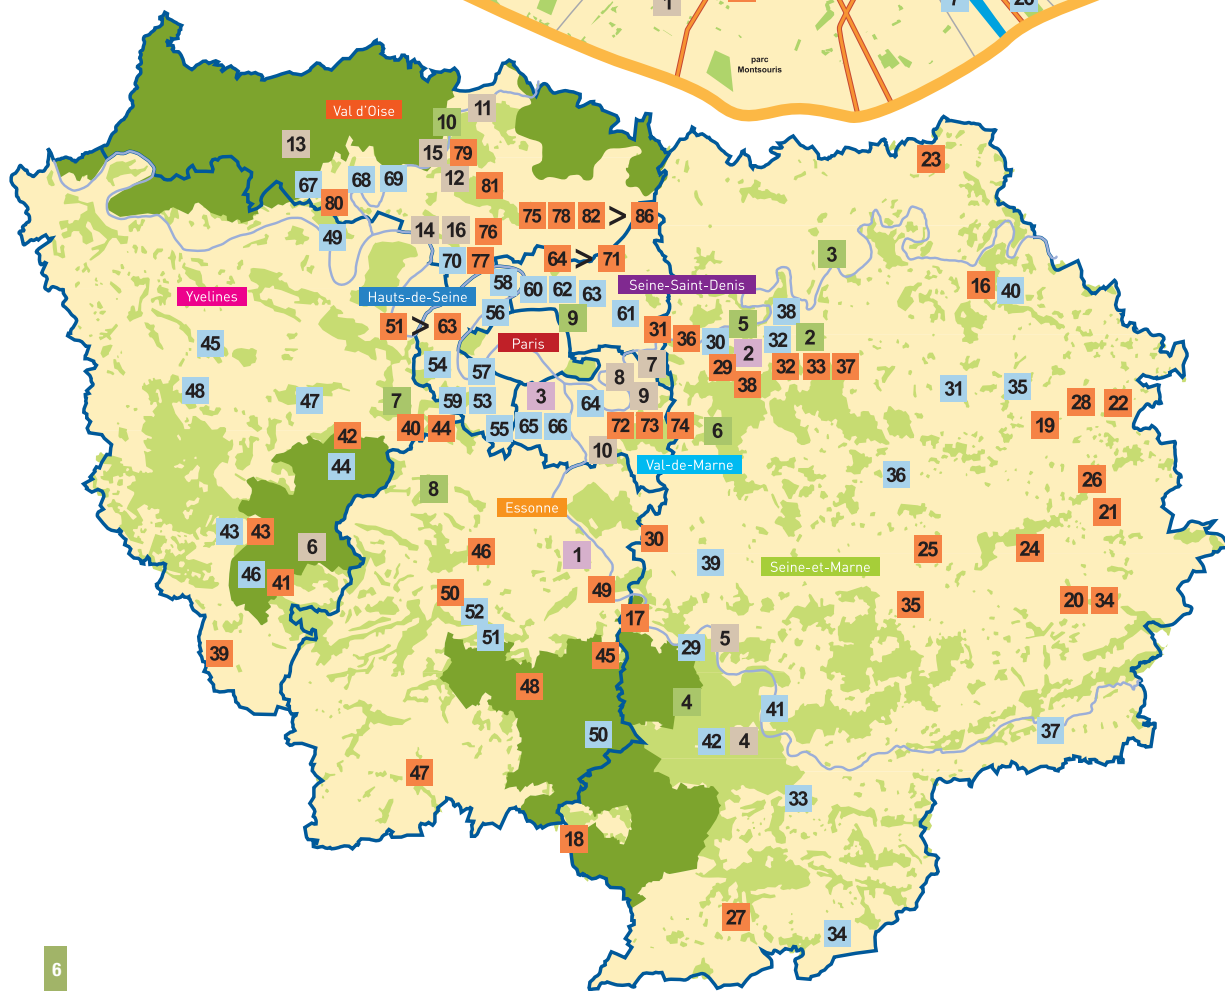 1
7
20
parc
Montsouris
11
Val d'Oise
10
13
15 79
23
67 68 69 12 81
80
75 78 82 > 86
14 16 76
49
3
70 77 64 > 71
58 60 62 63 Seine-Saint-Denis
16 40
Yvelines Hauts-de-Seine
56 9 61 38
51 > 63 31 5
45 Paris 36 30 32 2
2
54 57 8 7 29 32 33 37
38
48 47 7 59 53 3 64 9 31 35 28 22
42 40 44 55 65 66 72 73 74 6 19
44 10 Val-de-Marne
36 26
8
Essonne
21
43 43 6 46 1 30 25 24
39 Seine-et-Marne
46 41 50 49 35 20 34
52 17
51 29 5
39 45
48 4 41
50 42 4 37
47 33
18
27 34
6